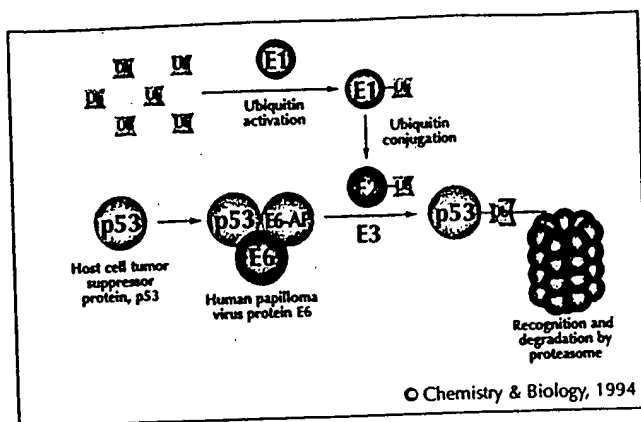 Ub Ub E1
Ub Ub E1 Ub
Ub Ub
Ubiquitin
activation
Ubiquitin
conjugation
E2 Ub
p53 p53 E6-AP E3 p53 Ub
E6
Host cell tumor
suppressor
protein, p53
Human papilloma
virus protein E6
Recognition and
degradation by
proteasome
© Chemistry & Biology, 1994